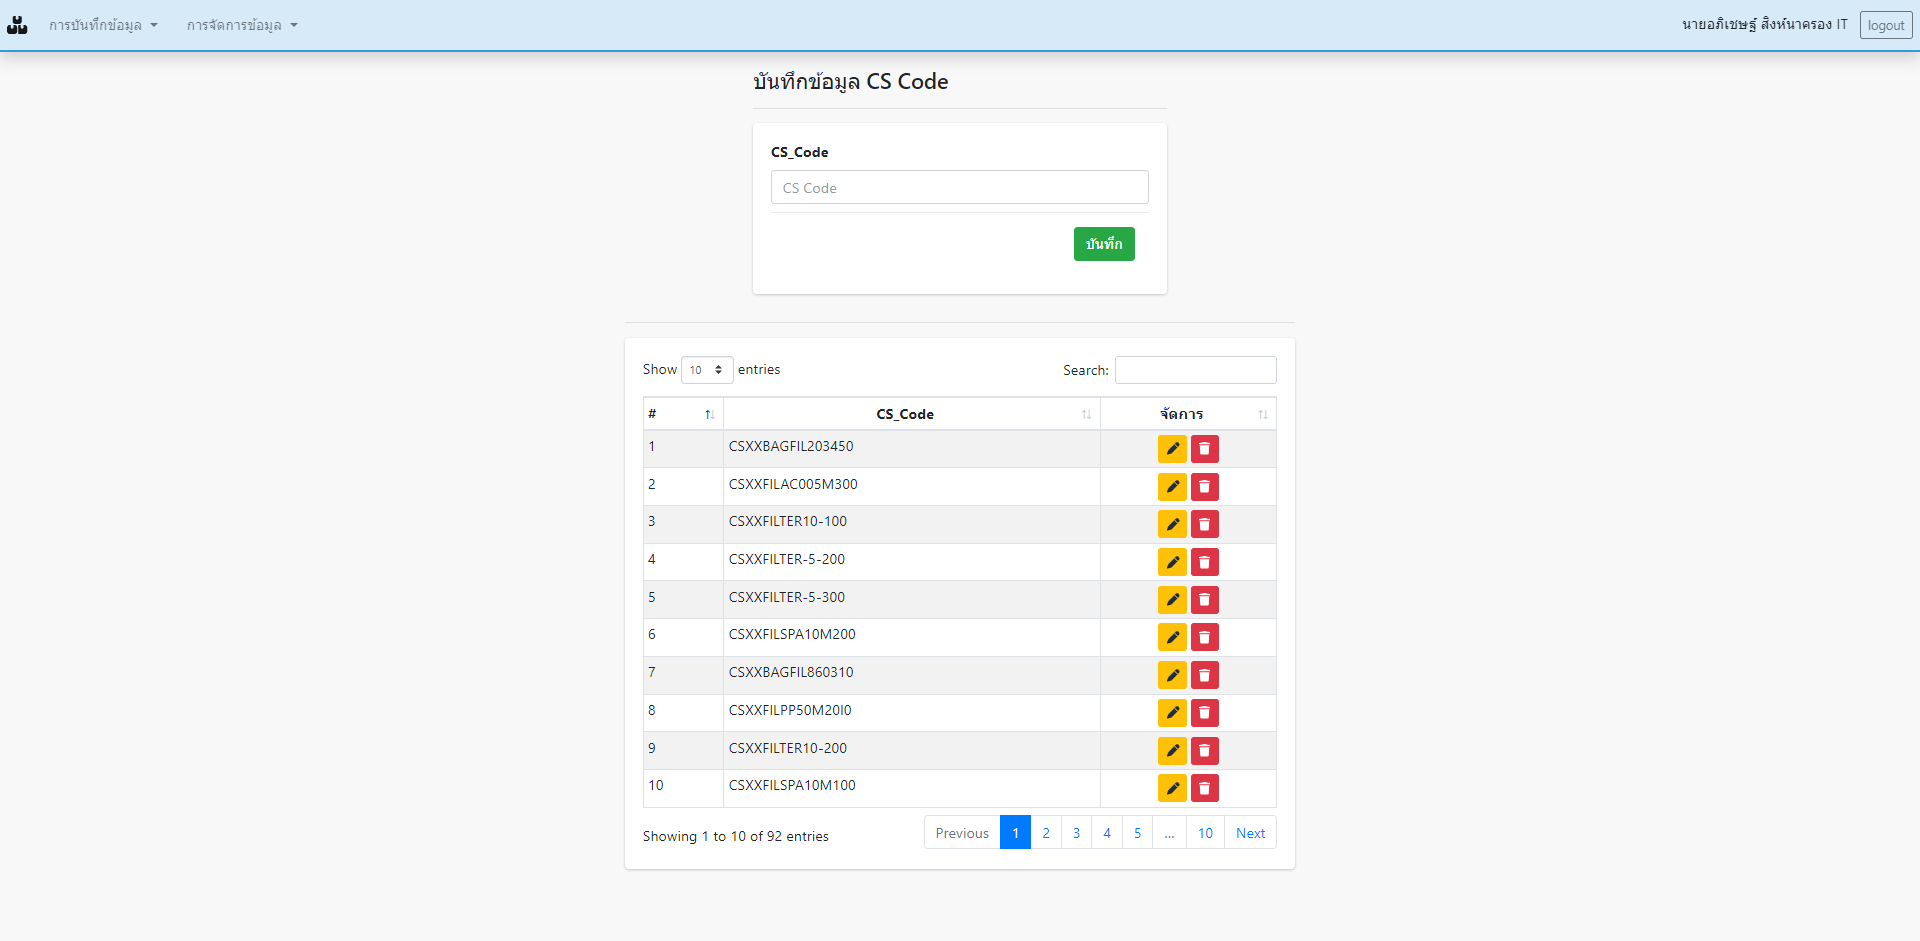 การบันทึกข้อมูล การจัดการข้อมูล นายอภิเชษฐ์ สิงห์นาครอง IT logout
บันทึกข้อมูล CS Code
CS_Code
CS Code
บันทึก
Show 10 entries Search:
# CS_Code จัดการ
1 CSXXBAGFIL203450
2 CSXXFILAC005M300
3 CSXXFILTER10-100
4 CSXXFILTER-5-200
5 CSXXFILTER-5-300
6 CSXXFILSPA10M200
7 CSXXBAGFIL860310
8 CSXXFILPP50M20I0
9 CSXXFILTER10-200
10 CSXXFILSPA10M100
Showing 1 to 10 of 92 entries Previous 1 2 3 4 5 ... 10 Next